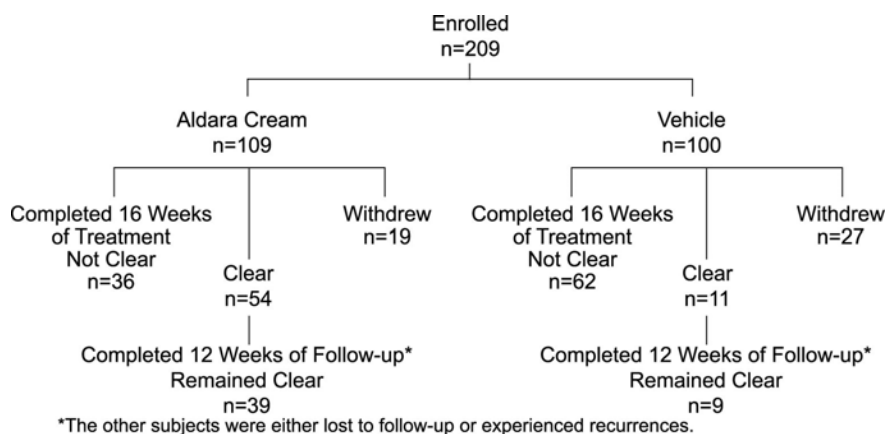 Enrolled
n=209
Aldara Cream
n=109
Vehicle
n=100
Completed 16 Weeks
of Treatment
Not Clear
n=36
Clear
n=54
Withdrew
n=19
Completed 16 Weeks
of Treatment
Not Clear
n=62
Clear
n=11
Withdrew
n=27
Completed 12 Weeks of Follow-up*
Remained Clear
n=39
Completed 12 Weeks of Follow-up*
Remained Clear
n=9
*The other subjects were either lost to follow-up or experienced recurrences.